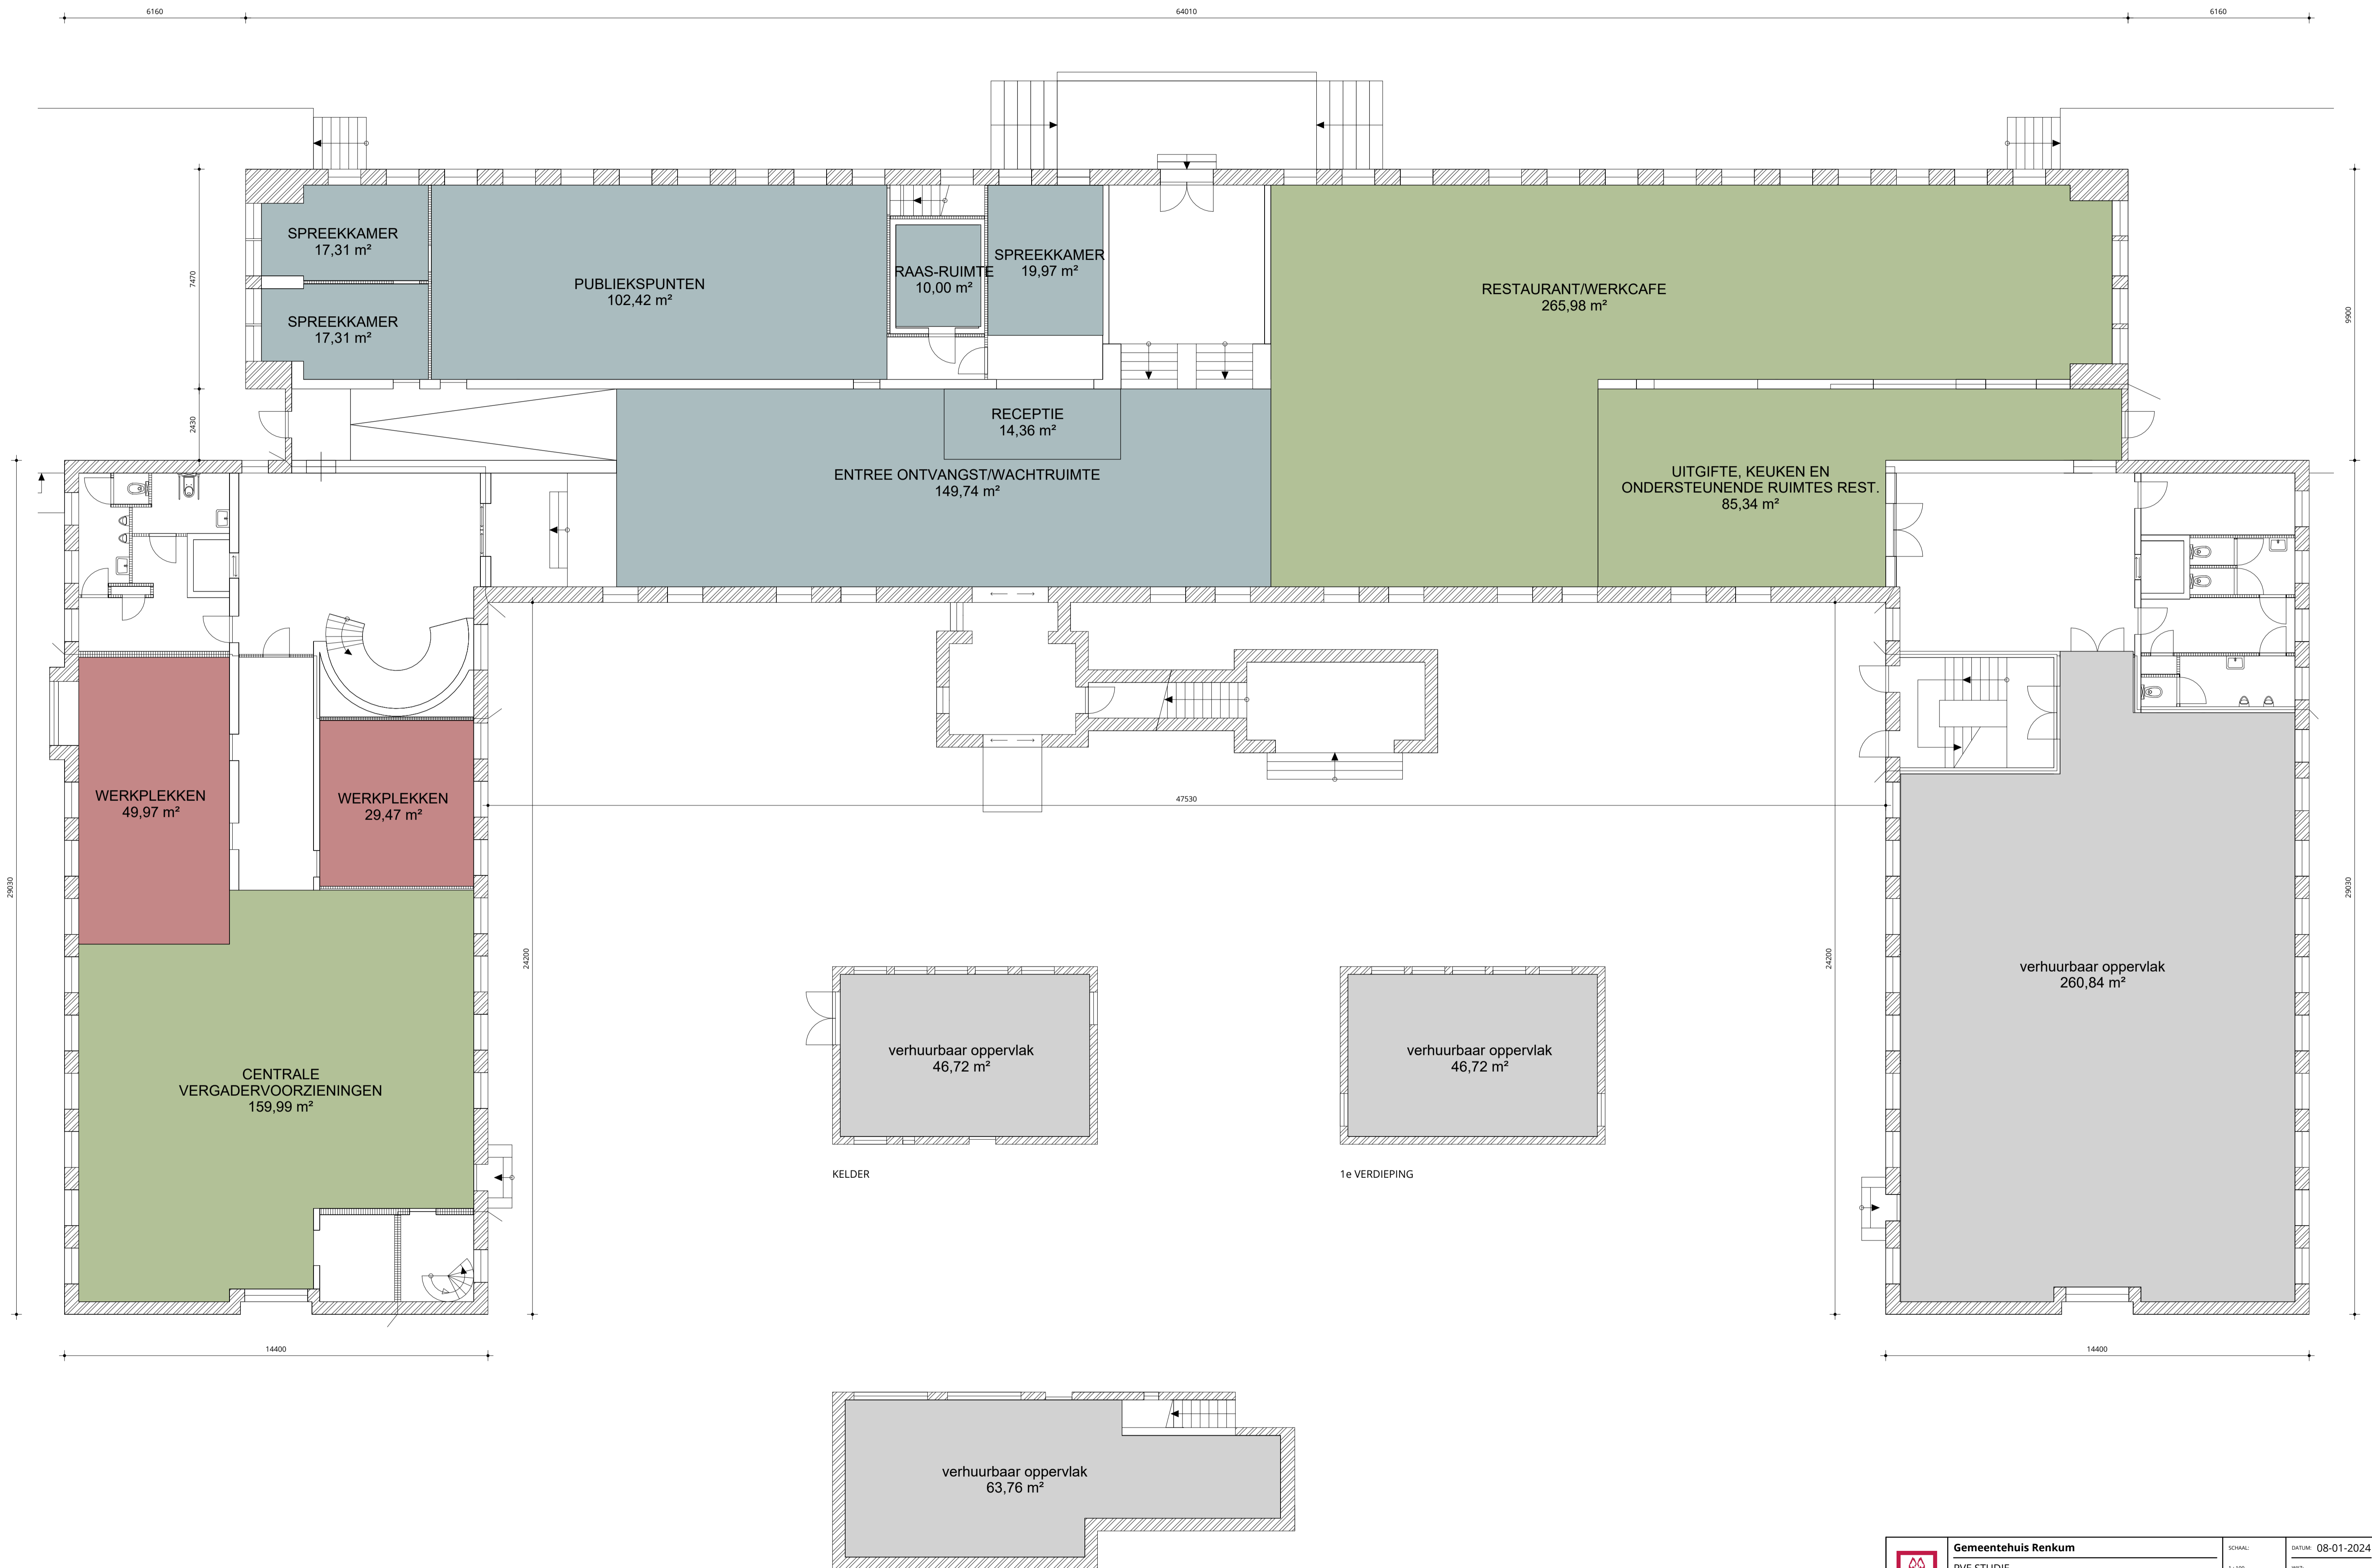 6160
64010
6160
SPREEKKAMER
17,31 m²
SPREEKKAMER
17,31 m²
PUBLIEKSPUNTEN
102,42 m²
RAAS-RUIMTE
10,00 m²
SPREEKKAMER
19,97 m²
RESTAURANT/WERKCAFE
265,98 m²
7470
2430
9900
RECEPTIE
14,36 m²
ENTREE ONTVANGST/WACHTRUIMTE
149,74 m²
UITGIFTE, KEUKEN EN
ONDERSTEUNENDE RUIMTES REST.
85,34 m²
WERKPLEKKEN
49,97 m²
WERKPLEKKEN
29,47 m²
47530
29030
24200
24200
29030
verhuurbaar oppervlak
260,84 m²
CENTRALE
VERGADERVOORZIENINGEN
159,99 m²
verhuurbaar oppervlak
46,72 m²
KELDER
verhuurbaar oppervlak
46,72 m²
1e VERDIEPING
14400
14400
verhuurbaar oppervlak
63,76 m²
Gemeentehuis Renkum
SCHAAL:
DATUM: 08-01-2024